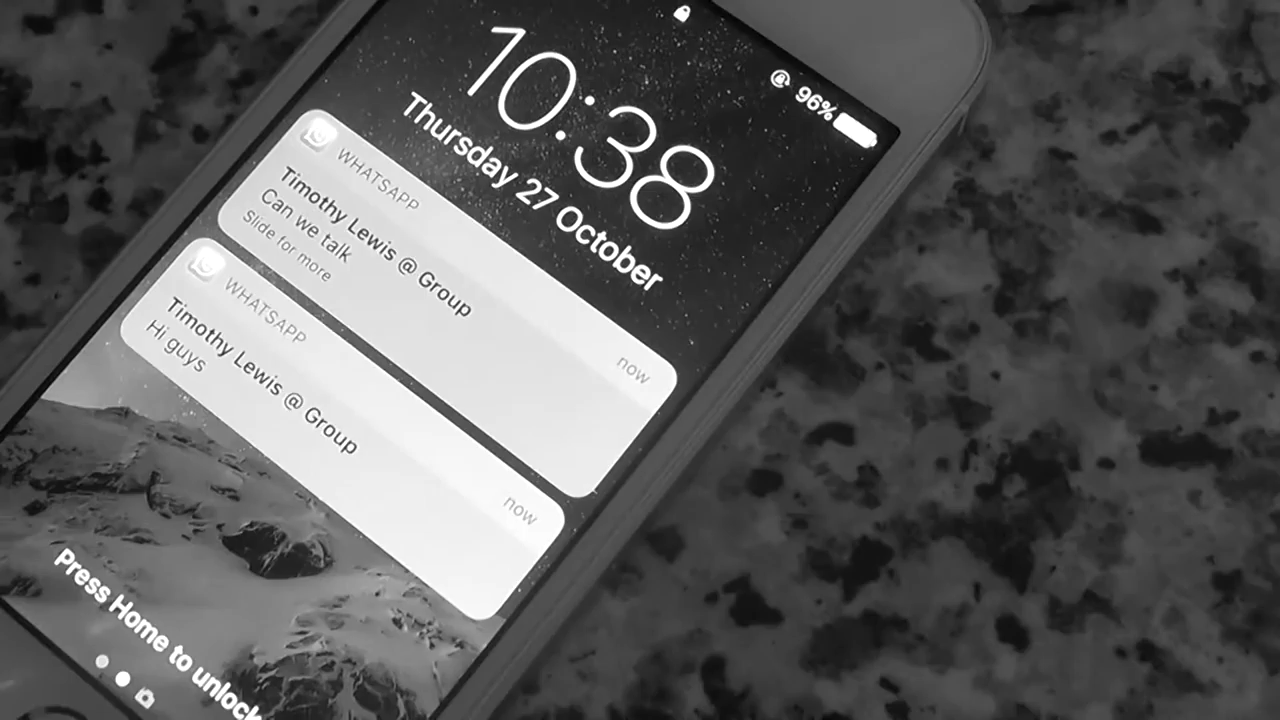 96%
10:38
Thursday 27 October
WHATSAPP
now
Timothy Lewis @ Group
Can we talk
Slide for more
WHATSAPP
now
Timothy Lewis @ Group
Hi guys
Press Home to unlock